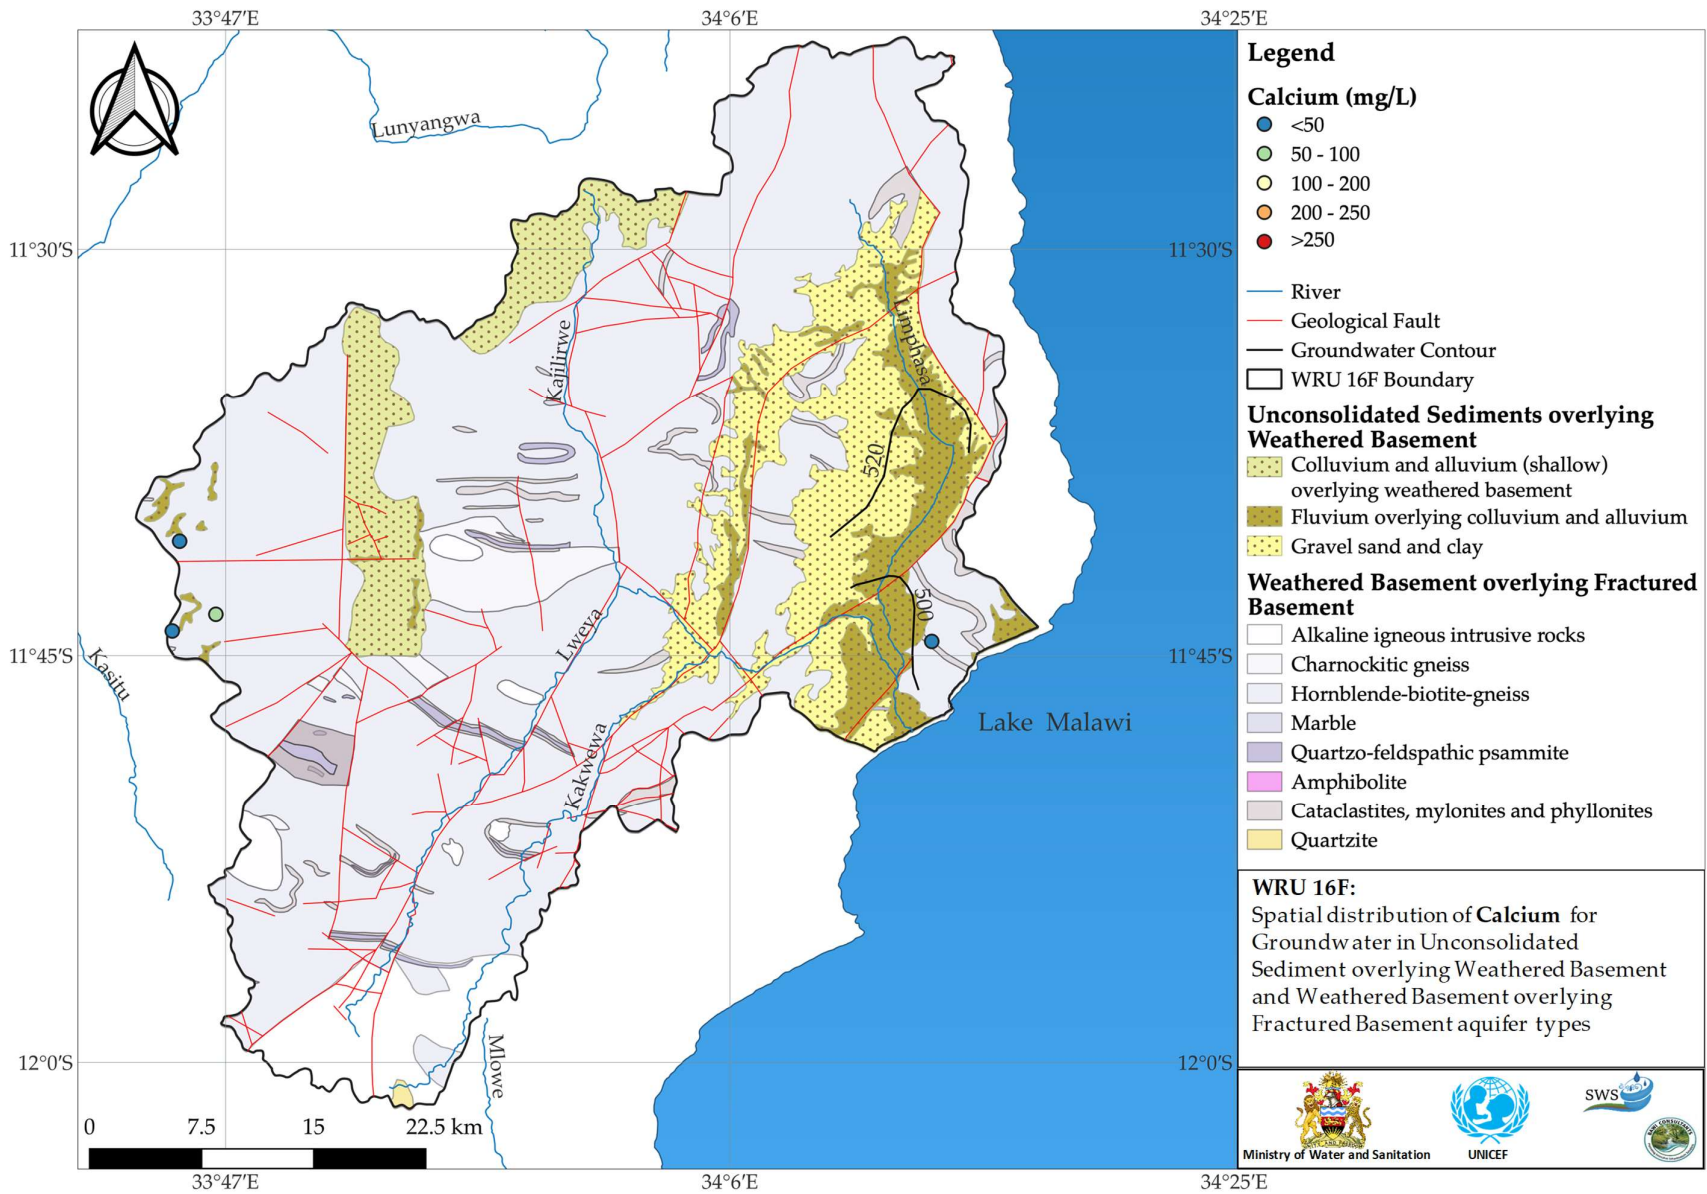 33°47'E
34°6'E
34°25'E
Lunyangwa
11°30'S
11°30'S
Kajilirwe
Limphasa
520
500
11°45'S
11°45'S
Kasitu
Lweya
Kakwewa
Lake Malawi
Mlowe
12°0'S
12°0'S
0 7.5 15 22.5 km
33°47'E
34°6'E
34°25'E
Legend
Calcium (mg/L)
<50
50 - 100
100 - 200
200 - 250
>250
River
Geological Fault
Groundwater Contour
WRU 16F Boundary
Unconsolidated Sediments overlying
Weathered Basement
Colluvium and alluvium (shallow)
overlying weathered basement
Fluvium overlying colluvium and alluvium
Gravel sand and clay
Weathered Basement overlying Fractured
Basement
Alkaline igneous intrusive rocks
Charnockitic gneiss
Hornblende-biotite-gneiss
Marble
Quartzo-feldspathic psammite
Amphibolite
Cataclastites, mylonites and phyllonites
Quartzite
WRU 16F:
Spatial distribution of Calcium for
Groundwater in Unconsolidated
Sediment overlying Weathered Basement
and Weathered Basement overlying
Fractured Basement aquifer types
Ministry of Water and Sanitation
UNICEF
SWS